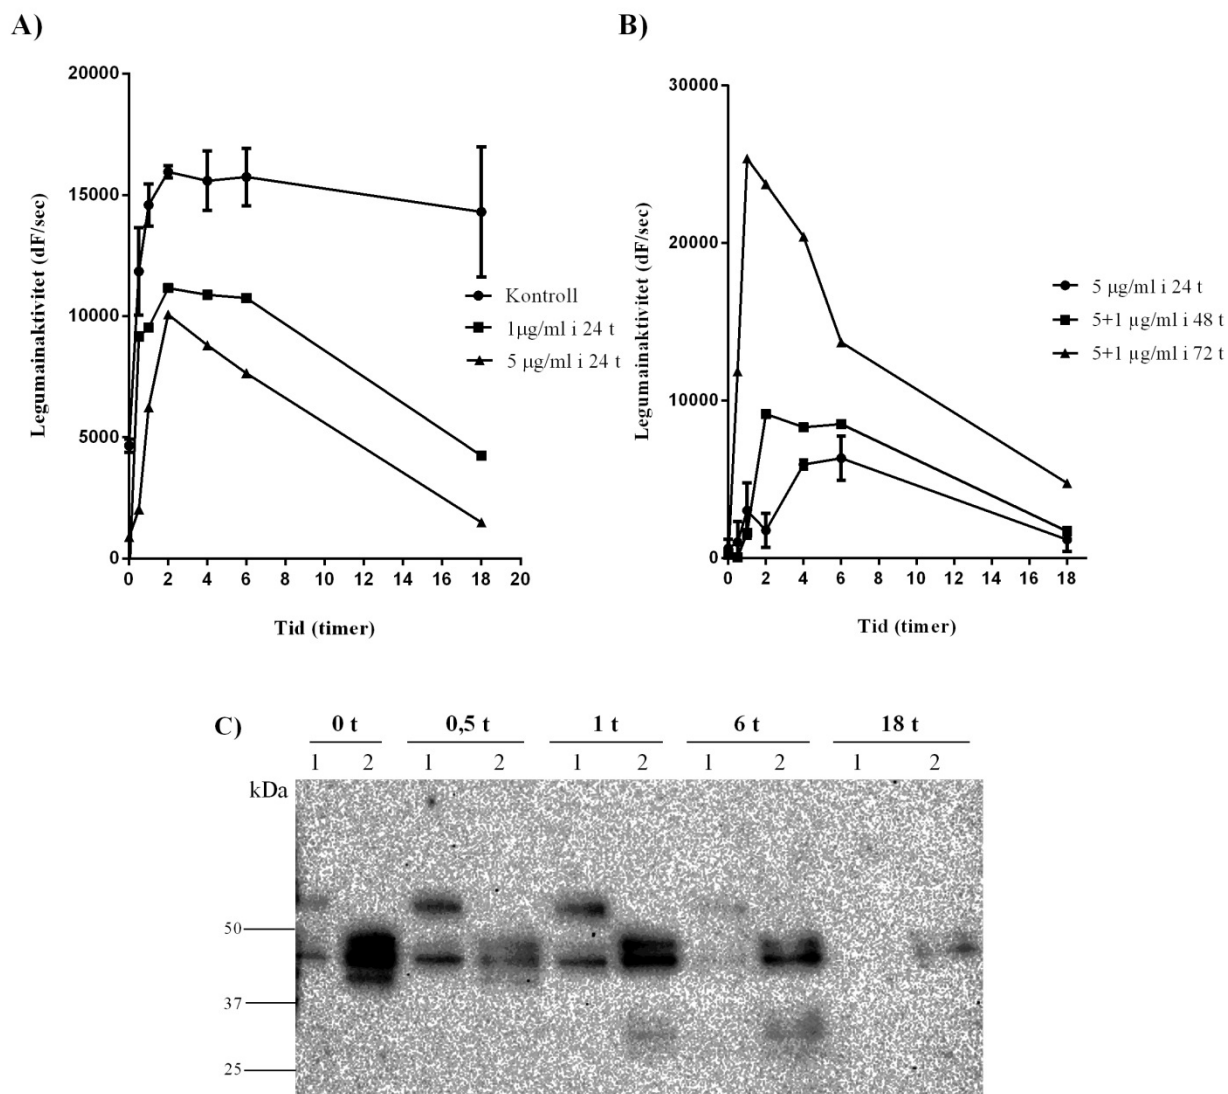 A)
20000
15000
10000
5000
0
0 2 4 6 8 10 12 14 16 18 20
Legumainaktivitet (dF/sec)
Tid (timer)
Kontroll
1µg/ml i 24 t
5 µg/ml i 24 t
B)
30000
20000
10000
0
0 2 4 6 8 10 12 14 16 18
Legumainaktivitet (dF/sec)
Tid (timer)
5 µg/ml i 24 t
5+1 µg/ml i 48 t
5+1 µg/ml i 72 t
C)
0 t 0,5 t 1 t 6 t 18 t
1 2 1 2 1 2 1 2 1 2
kDa
50
37
25